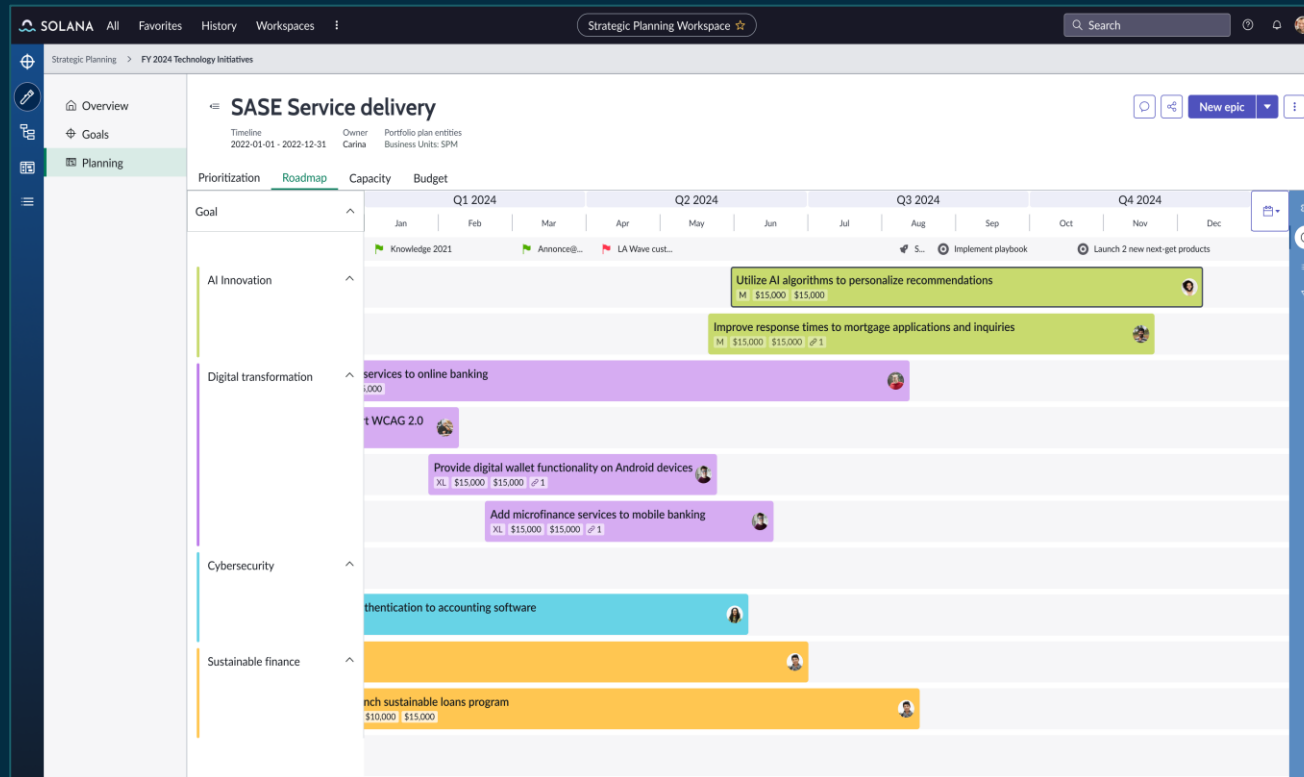 SOLANA All Favorites History Workspaces
Strategic Planning Workspace
Search
Strategic Planning > FY 2024 Technology Initiatives
Overview
Goals
Planning
SASE Service delivery
Timeline Owner Portfolio plan entities
2022-01-01 - 2022-12-31 Carina Business Units: SPM
New epic
Prioritization Roadmap Capacity Budget
Goal
Q1 2024 Q2 2024 Q3 2024 Q4 2024
Jan Feb Mar Apr May Jun Jul Aug Sep Oct Nov Dec
Knowledge 2021 Annonce@... LA Wave cust... S... Implement playbook Launch 2 new next-get products
AI Innovation
Utilize AI algorithms to personalize recommendations
M $15,000 $15,000
Improve response times to mortgage applications and inquiries
M $15,000 $15,000 1
Digital transformation
services to online banking
,000
t WCAG 2.0
Provide digital wallet functionality on Android devices
XL $15,000 $15,000 1
Add microfinance services to mobile banking
XL $15,000 $15,000 1
Cybersecurity
thentication to accounting software
Sustainable finance
nch sustainable loans program
$10,000 $15,000